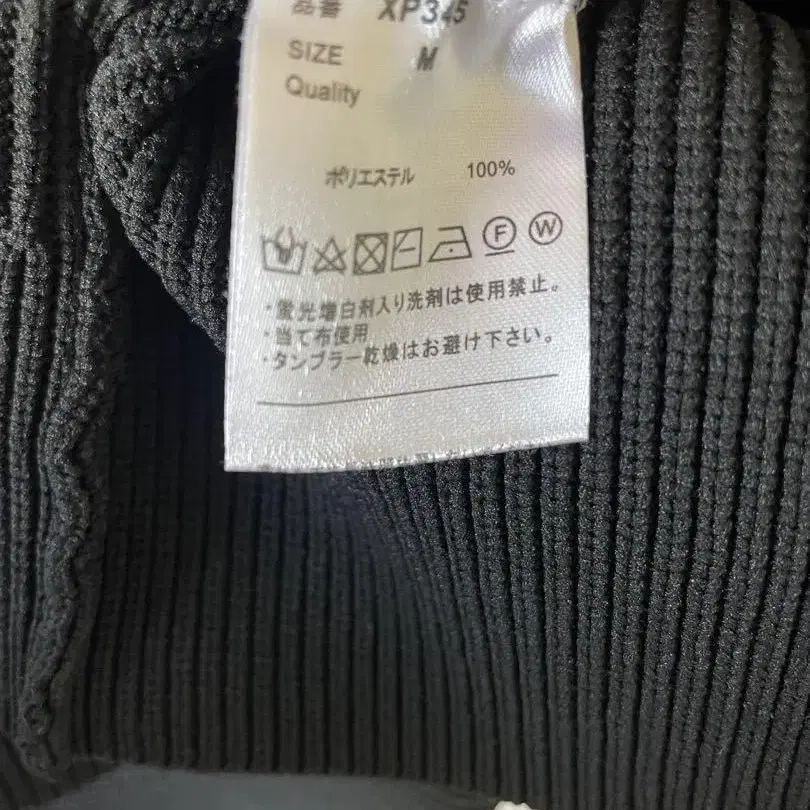 品番 XP345
SIZE M
Quality
ポリエステル 100%
F W
・蛍光増白剤入り洗剤は使用禁止。
・当て布使用
・タンブラー乾燥はお避け下さい。